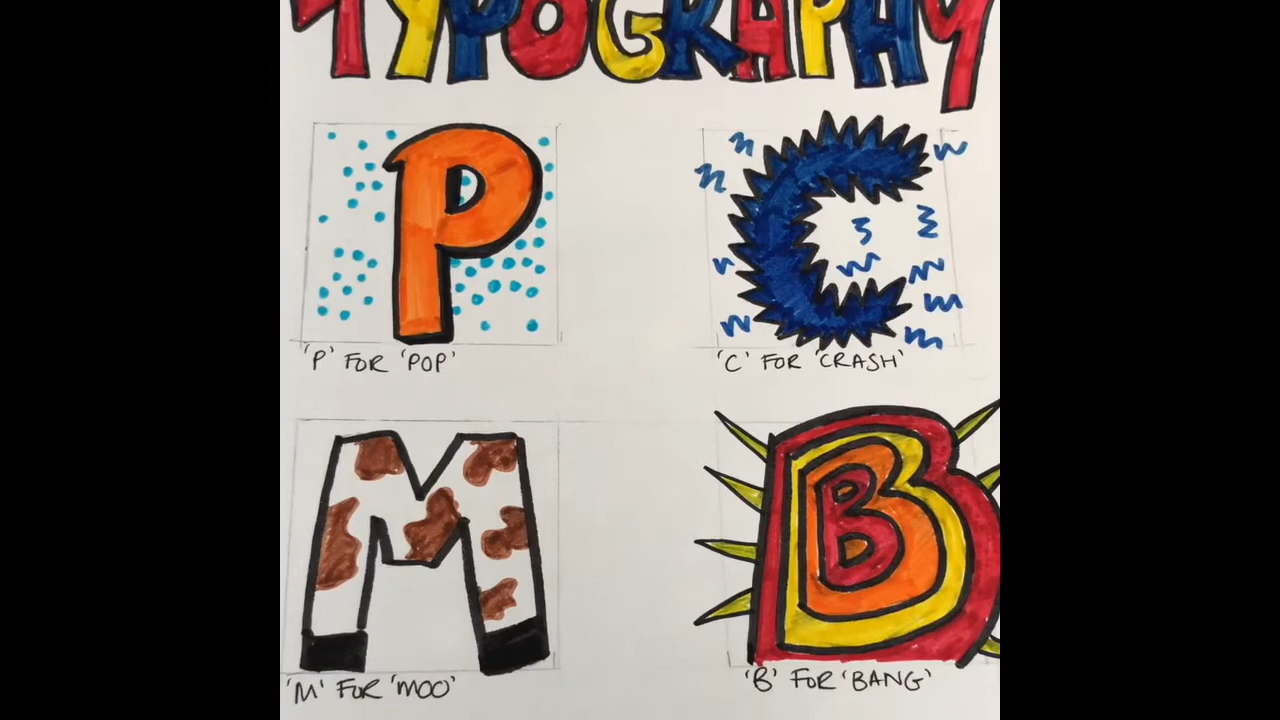 TYPOGRAPHY
P
C
'P' FOR 'POP'
'C' FOR 'CRASH'
M
B
'M' FOR 'MOO'
'B' FOR 'BANG'